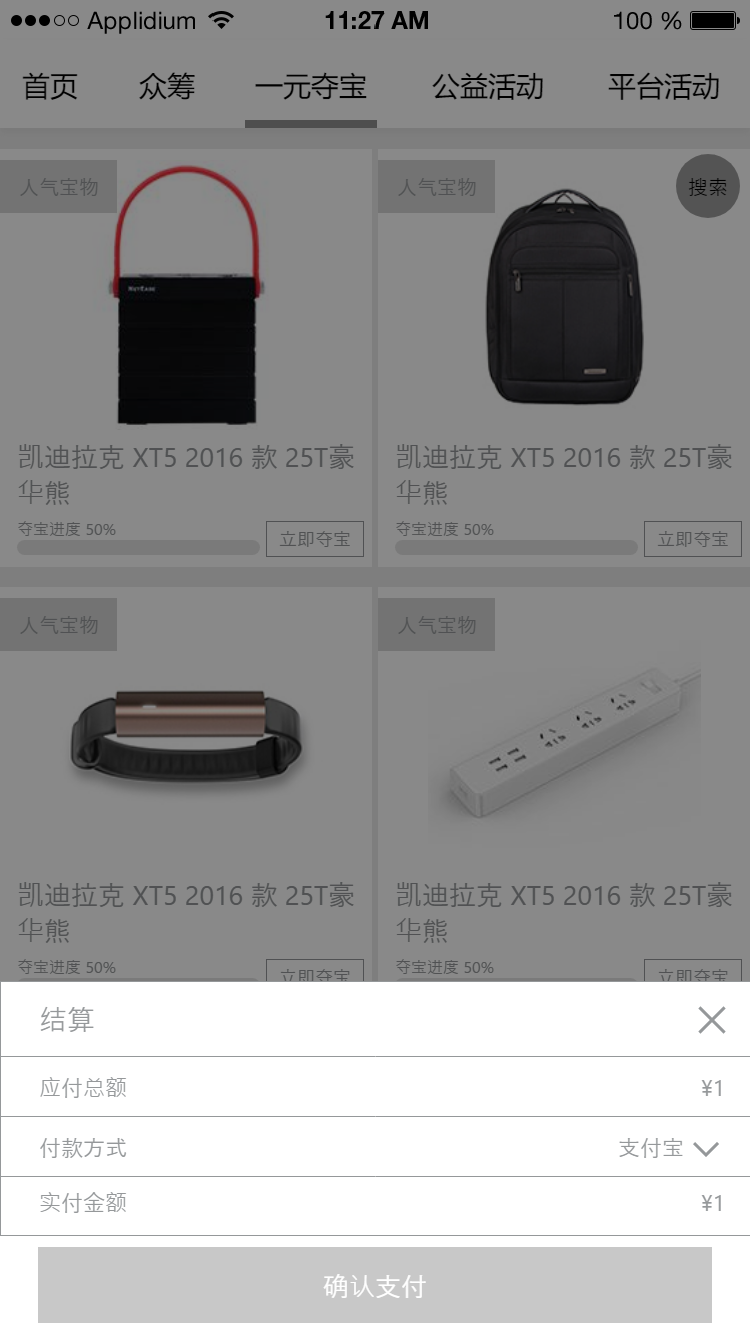 Applidium 11:27 AM 100 %
首页 众筹 一元夺宝 公益活动 平台活动
人气宝物 人气宝物 搜索
KEYEASE
凯迪拉克 XT5 2016 款 25T豪
华熊
夺宝进度 50%
立即夺宝
凯迪拉克 XT5 2016 款 25T豪
华熊
夺宝进度 50%
立即夺宝
人气宝物 人气宝物
凯迪拉克 XT5 2016 款 25T豪
华熊
夺宝进度 50%
立即夺宝
凯迪拉克 XT5 2016 款 25T豪
华熊
夺宝进度 50%
立即夺宝
结算
应付总额 ¥1
付款方式 支付宝
实付金额 ¥1
确认支付